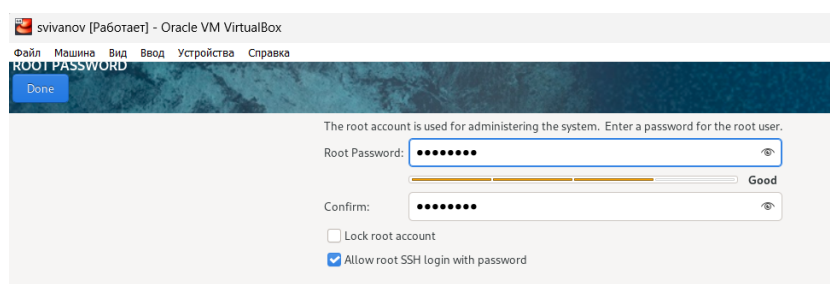 svivanov [Работает] - Oracle VM VirtualBox
Файл Машина Вид Ввод Устройства Справка
ROOT PASSWORD
Done
The root account is used for administering the system. Enter a password for the root user.
Root Password: ●●●●●●●●
Good
Confirm: ●●●●●●●●
Lock root account
Allow root SSH login with password